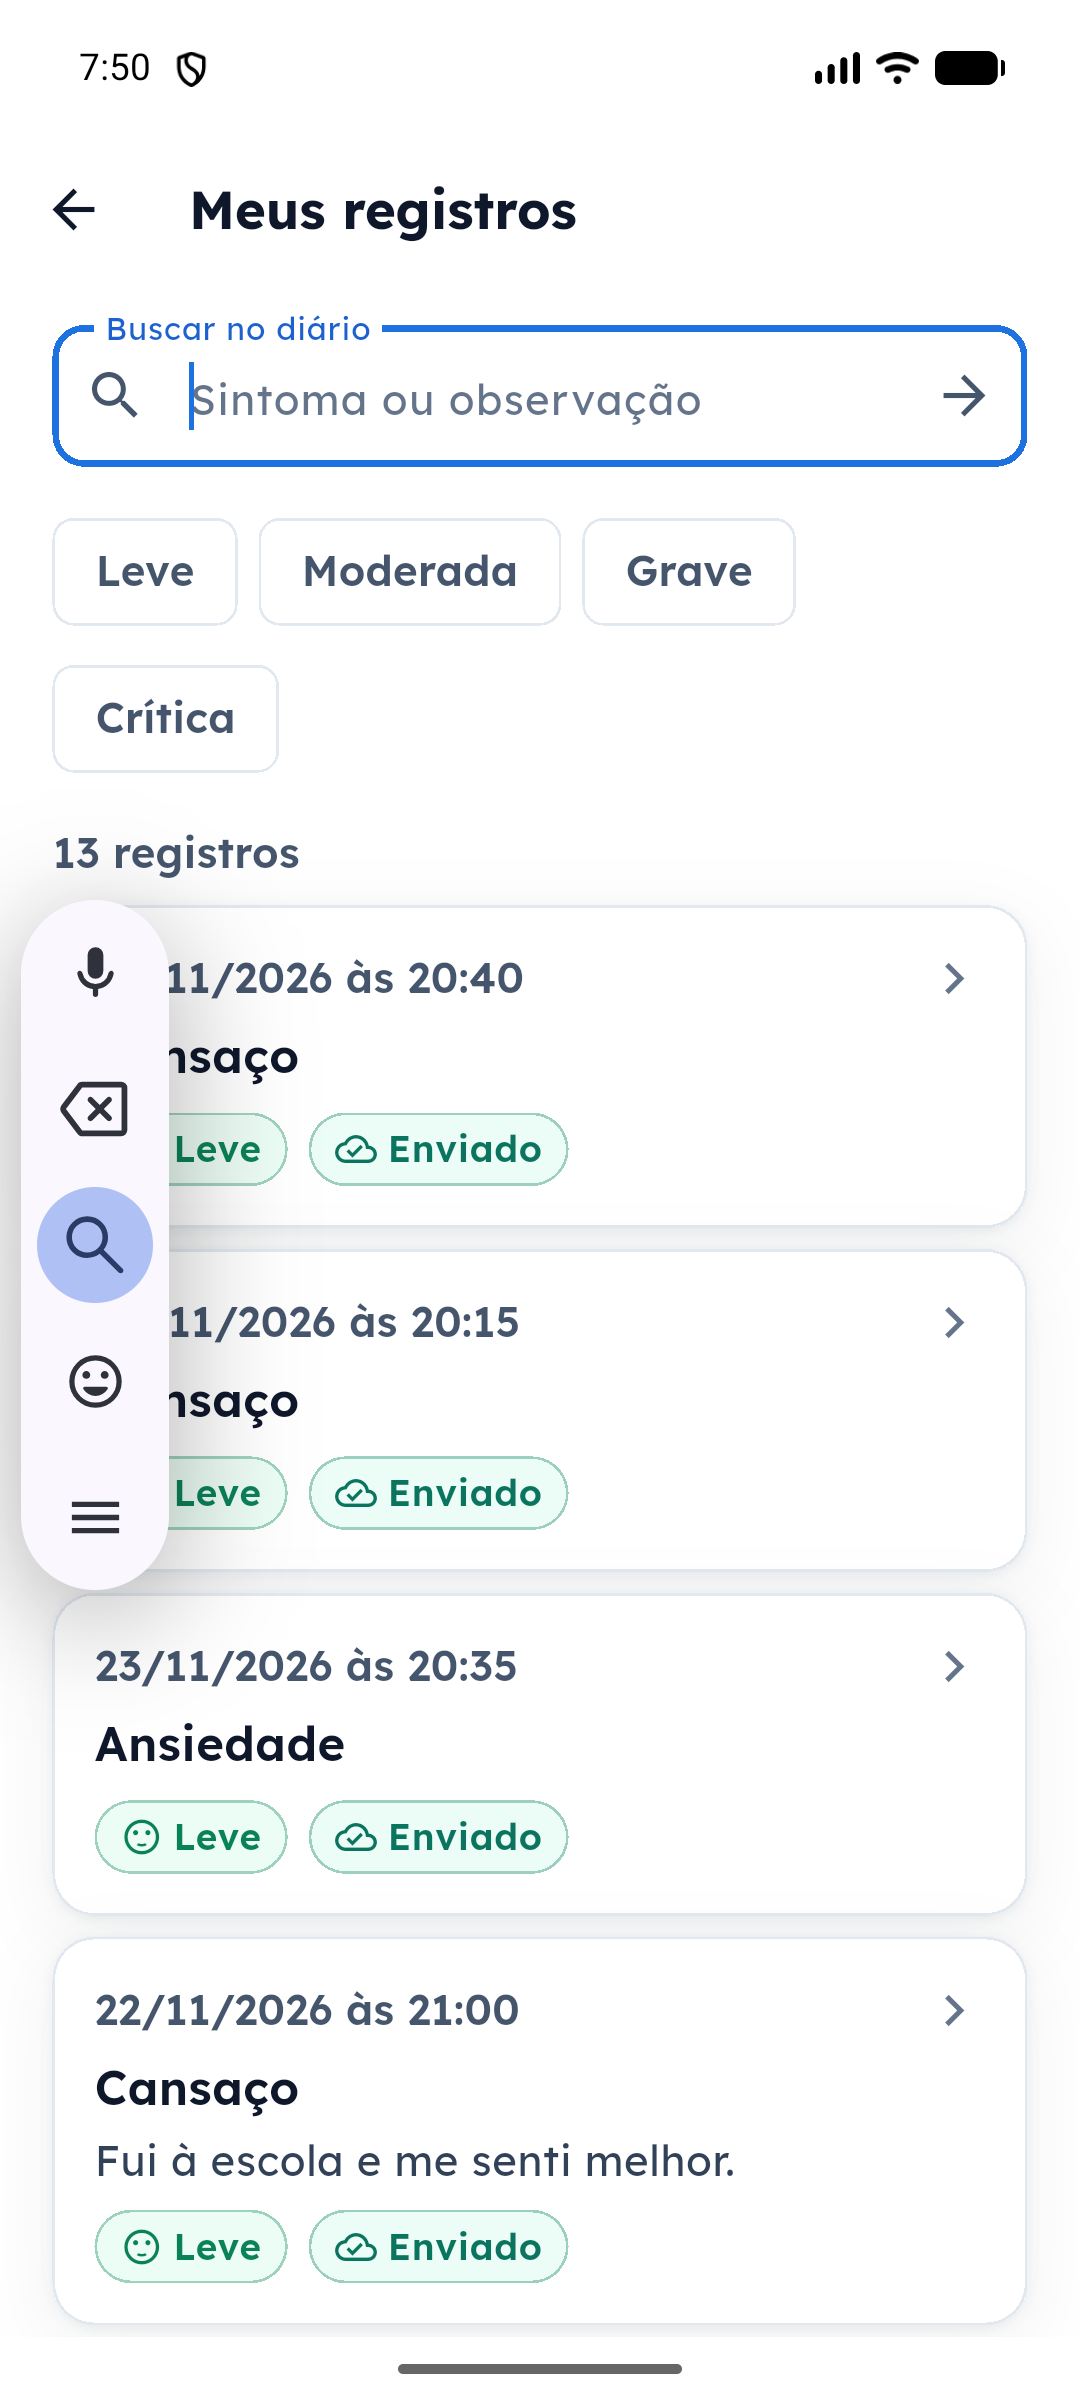 7:50
Meus registros
Buscar no diário
Sintoma ou observação
Leve Moderada Grave
Crítica
13 registros
11/2026 às 20:40
nsaço
Leve Enviado
11/2026 às 20:15
nsaço
Leve Enviado
23/11/2026 às 20:35
Ansiedade
Leve Enviado
22/11/2026 às 21:00
Cansaço
Fui à escola e me senti melhor.
Leve Enviado